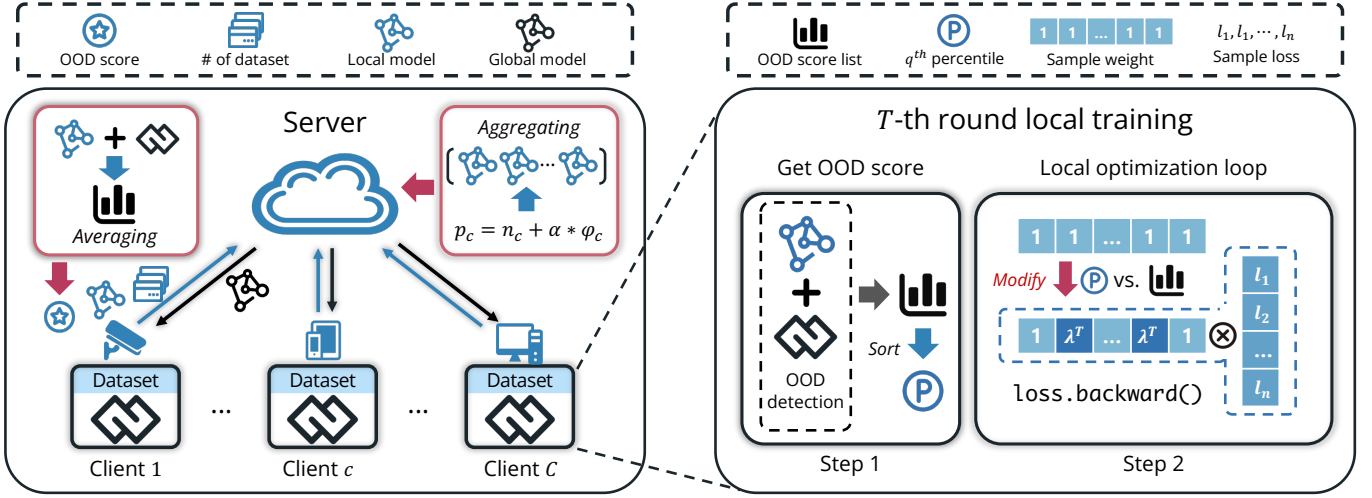 OOD score
# of dataset
Local model
Global model
OOD score list
q^{th} percentile
1 1 ... 1 1
Sample weight
l_1, l_1, ⋯, l_n
Sample loss
Server
+
Averaging
Aggregating
( ... )
p_c = n_c + α * φ_c
Dataset
Dataset
Dataset
...
...
Client 1
Client c
Client C
T-th round local training
Get OOD score
+
OOD
detection
Sort
P
Step 1
Local optimization loop
1 1 ... 1 1
Modify
P vs.
1 λ^T ... λ^T 1
⊗
l_1
l_2
...
l_n
loss.backward()
Step 2